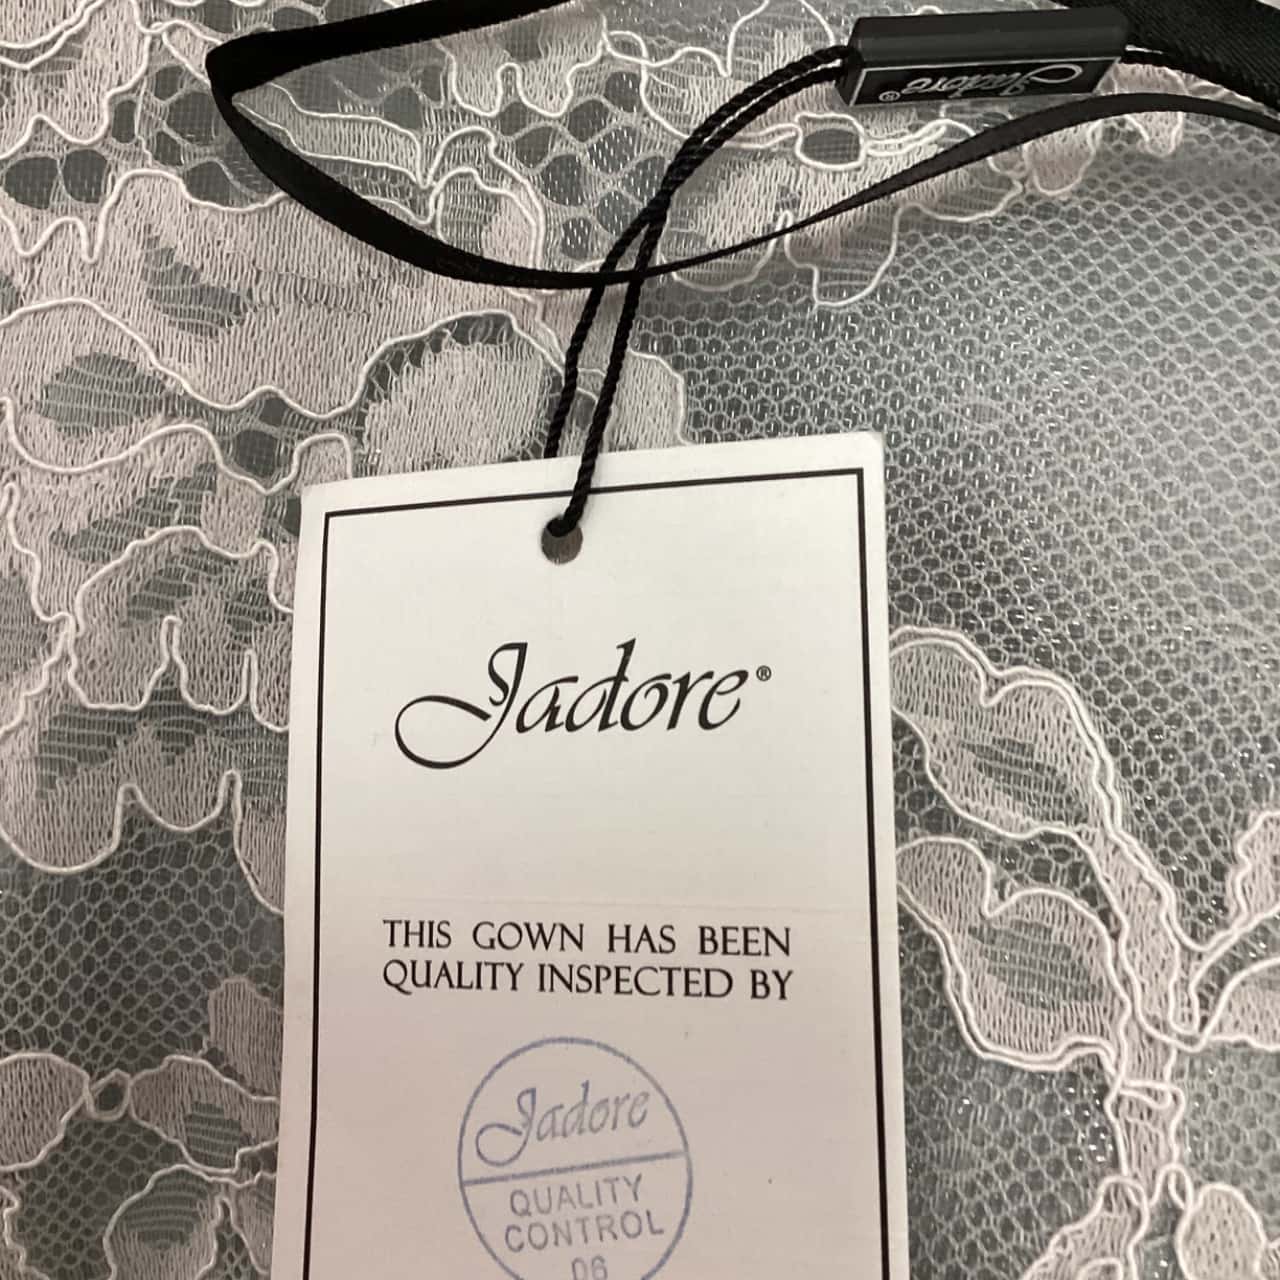 Jadore®
Jadore®
THIS GOWN HAS BEEN
QUALITY INSPECTED BY
Jadore
QUALITY
CONTROL
06